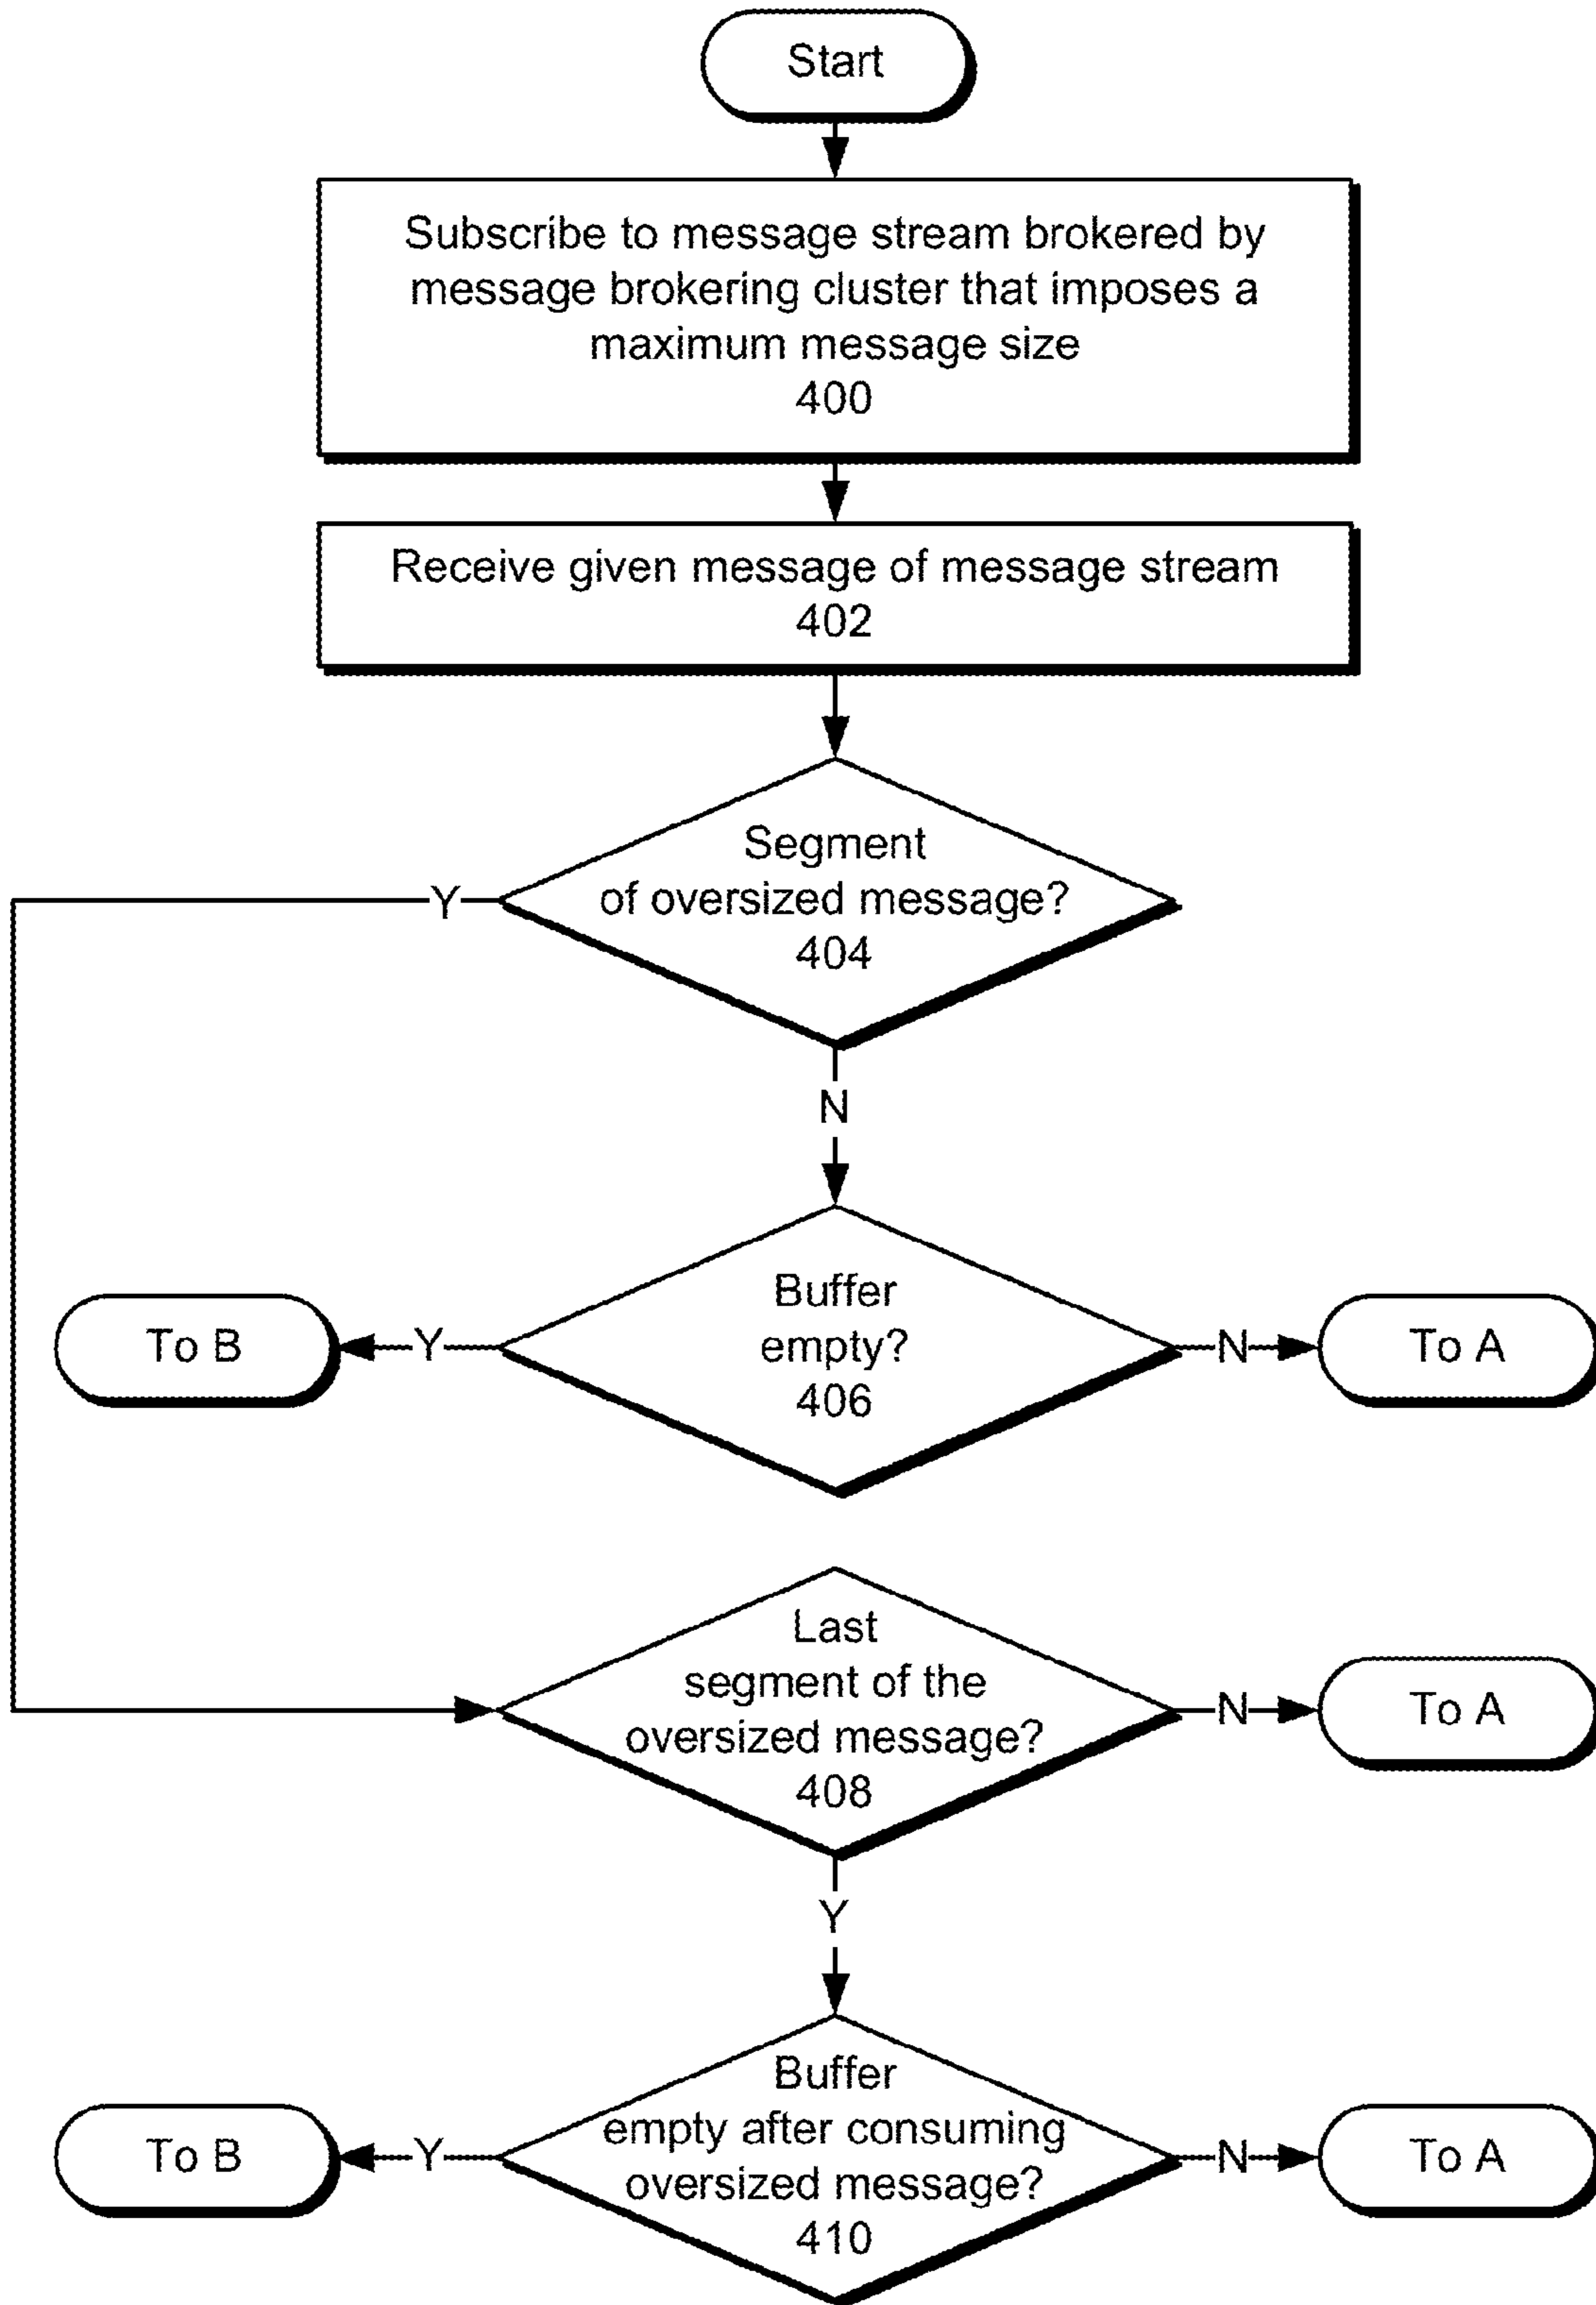 Start
Subscribe to message stream brokered by
message brokering cluster that imposes a
maximum message size
400
Receive given message of message stream
402
Segment
of oversized message?
404
Y
N
Buffer
empty?
406
To B
Y
N
To A
Last
segment of the
oversized message?
408
N
To A
Y
Buffer
empty after consuming
oversized message?
410
To B
Y
N
To A